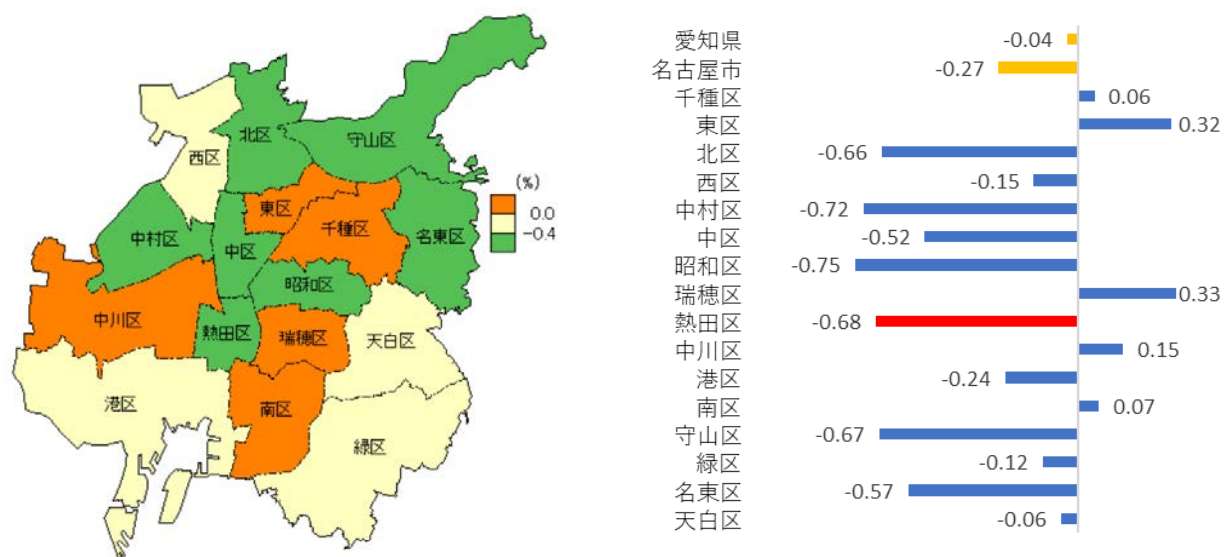 北区
守山区
西区
(%)
0.0
-0.4
東区
千種区
名東区
中村区
中区
昭和区
中川区
熱田区
瑞穂区
天白区
港区
南区
緑区
愛知県 -0.04
名古屋市 -0.27
千種区 0.06
東区 0.32
北区 -0.66
西区 -0.15
中村区 -0.72
中区 -0.52
昭和区 -0.75
瑞穂区 0.33
熱田区 -0.68
中川区 0.15
港区 -0.24
南区 0.07
守山区 -0.67
緑区 -0.12
名東区 -0.57
天白区 -0.06